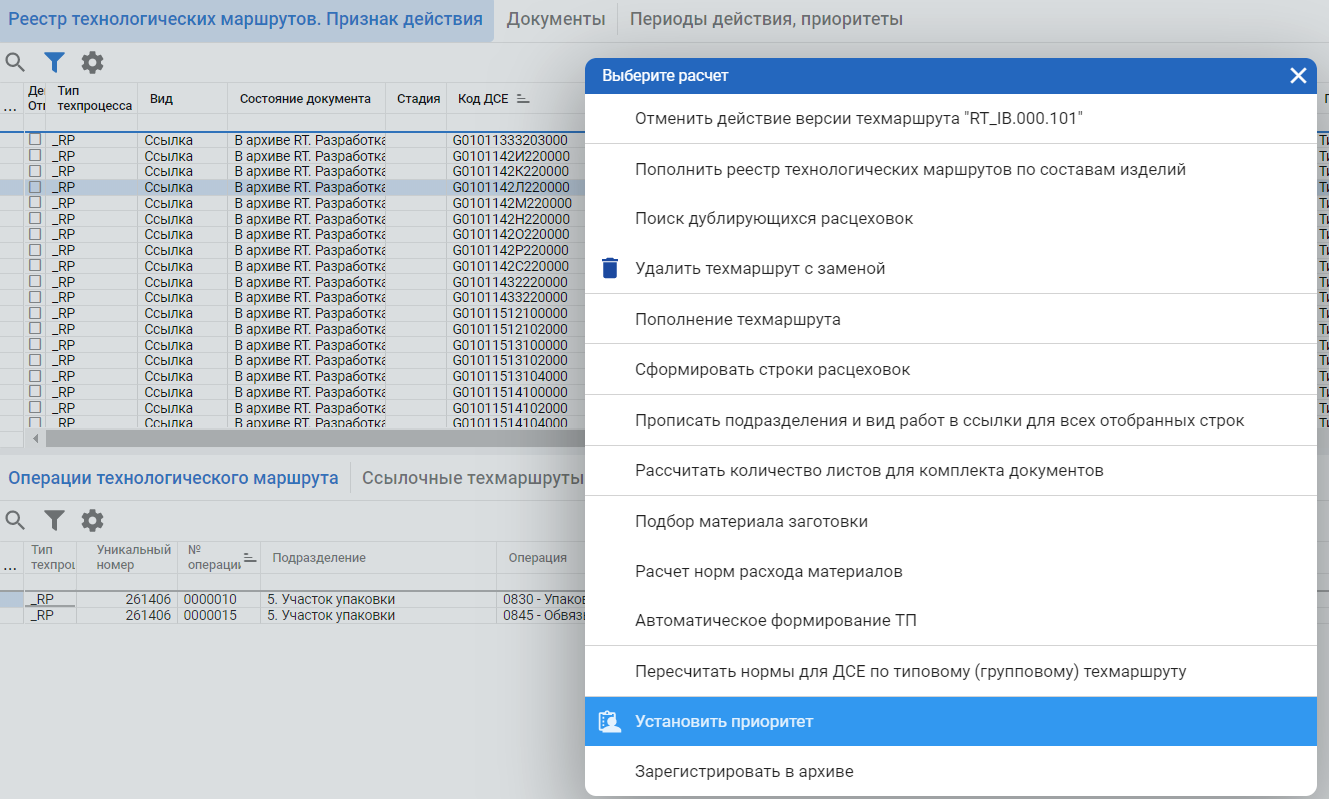 Реестр технологических маршрутов. Признак действия Документы Периоды действия, приоритеты
Тип техпроцесса Вид Состояние документа Стадия Код ДСЕ
_RP Ссылка В архиве RT. Разработка G01011333203000
_RP Ссылка В архиве RT. Разработка G0101142И220000
_RP Ссылка В архиве RT. Разработка G0101142К220000
_RP Ссылка В архиве RT. Разработка G0101142Л220000
_RP Ссылка В архиве RT. Разработка G0101142М220000
_RP Ссылка В архиве RT. Разработка G0101142Н220000
_RP Ссылка В архиве RT. Разработка G0101142О220000
_RP Ссылка В архиве RT. Разработка G0101142Р220000
_RP Ссылка В архиве RT. Разработка G0101142С220000
_RP Ссылка В архиве RT. Разработка G01011432220000
_RP Ссылка В архиве RT. Разработка G01011433220000
_RP Ссылка В архиве RT. Разработка G01011512100000
_RP Ссылка В архиве RT. Разработка G01011512102000
_RP Ссылка В архиве RT. Разработка G01011513100000
_RP Ссылка В архиве RT. Разработка G01011513102000
_RP Ссылка В архиве RT. Разработка G01011513104000
_RP Ссылка В архиве RT. Разработка G01011514100000
_RP Ссылка В архиве RT. Разработка G01011514102000
_RP Ссылка В архиве RT. Разработка G01011514104000
Операции технологического маршрута Ссылочные техмаршруты
Тип Уникальный номер № операции Подразделение Операция
_RP 261406 0000010 5. Участок упаковки 0830 - Упаков
_RP 261406 0000015 5. Участок упаковки 0845 - Обвяз
Выберите расчет
Отменить действие версии техмаршрута "RT_IB.000.101"
Пополнить реестр технологических маршрутов по составам изделий
Поиск дублирующихся расцеховок
Удалить техмаршрут с заменой
Пополнение техмаршрута
Сформировать строки расцеховок
Прописать подразделения и вид работ в ссылки для всех отобранных строк
Рассчитать количество листов для комплекта документов
Подбор материала заготовки
Расчет норм расхода материалов
Автоматическое формирование ТП
Пересчитать нормы для ДСЕ по типовому (групповому) техмаршруту
Установить приоритет
Зарегистрировать в архиве